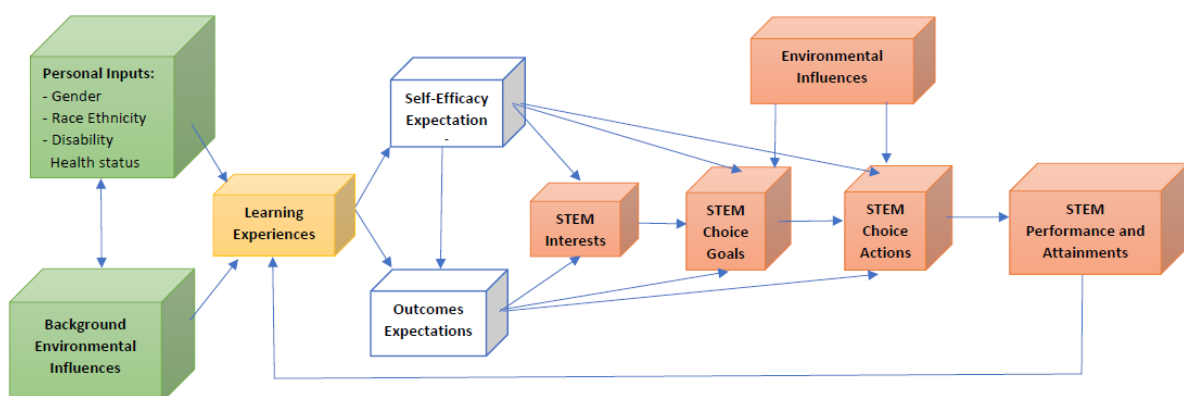 Personal Inputs:
- Gender
- Race Ethnicity
- Disability
Health status
Background
Environmental
Influences
Learning
Experiences
Self-Efficacy
Expectation
-
Outcomes
Expectations
STEM
Interests
Environmental
Influences
STEM
Choice
Goals
STEM
Choice
Actions
STEM
Performance and
Attainments